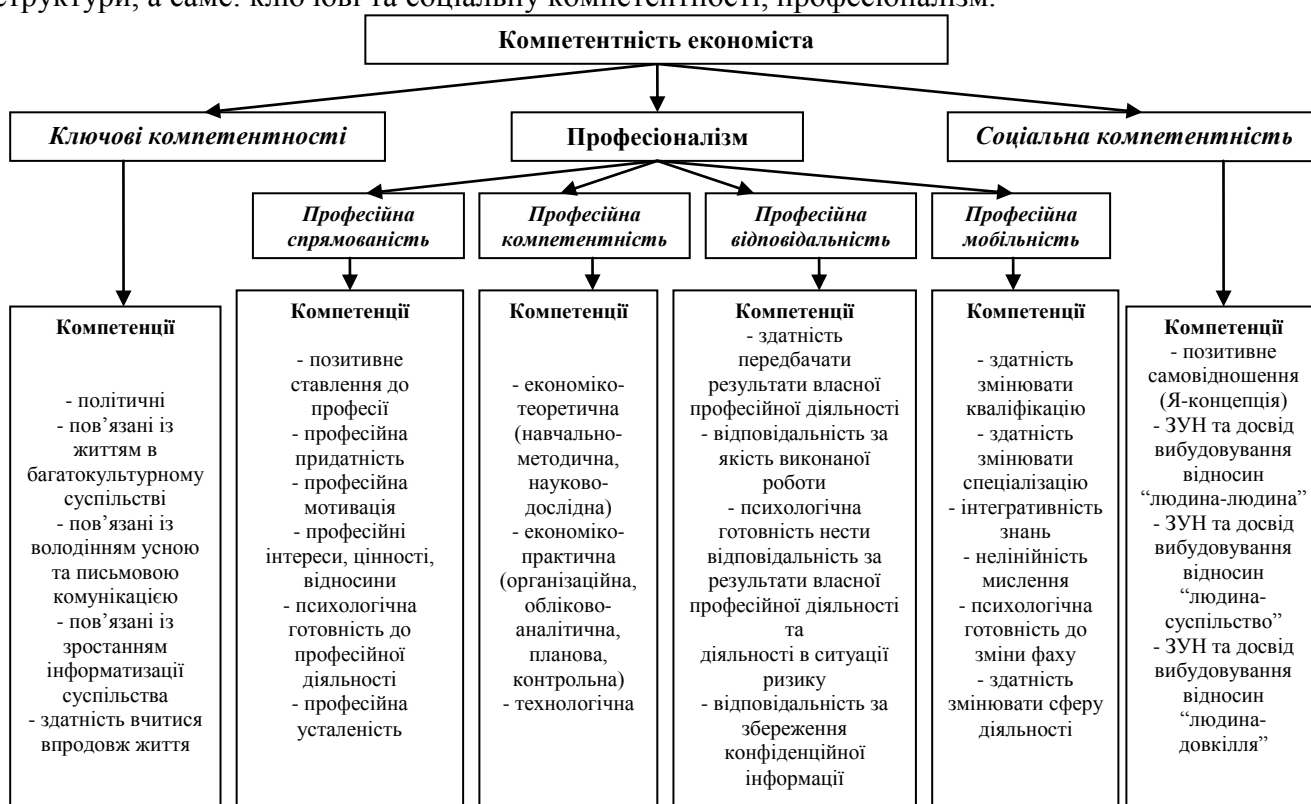 структури, а саме: ключові та соціальну компетентності, професіоналізм.
Компетентність економіста
Ключові компетентності
Професіоналізм
Соціальна компетентність
Професійна
спрямованість
Професійна
компетентність
Професійна
відповідальність
Професійна
мобільність
Компетенції
- політичні
- пов’язані із
життям в
багатокультурному
суспільстві
- пов’язані із
володінням усною
та письмовою
комунікацією
- пов’язані із
зростанням
інформатизації
суспільства
- здатність вчитися
впродовж життя
Компетенції
- позитивне
ставлення до
професії
- професійна
придатність
- професійна
мотивація
- професійні
інтереси, цінності,
відносини
- психологічна
готовність до
професійної
діяльності
- професійна
усталеність
Компетенції
- економіко-
теоретична
(навчально-
методична,
науково-
дослідна)
- економіко-
практична
(організаційна,
обліково-
аналітична,
планова,
контрольна)
- технологічна
Компетенції
- здатність
передбачати
результати власної
професійної діяльності
- відповідальність за
якість виконаної
роботи
- психологічна
готовність нести
відповідальність за
результати власної
професійної діяльності
та
діяльності в ситуації
ризику
- відповідальність за
збереження
конфіденційної
інформації
Компетенції
- здатність
змінювати
кваліфікацію
- здатність
змінювати
спеціалізацію
- інтегративність
знань
- нелінійність
мислення
- психологічна
готовність до
зміни фаху
- здатність
змінювати сферу
діяльності
Компетенції
- позитивне
самовідношення
(Я-концепція)
- ЗУН та досвід
вибудовування
відносин
“людина-людина”
- ЗУН та досвід
вибудовування
відносин
“людина-
суспільство”
- ЗУН та досвід
вибудовування
відносин
“людина-
довкілля”